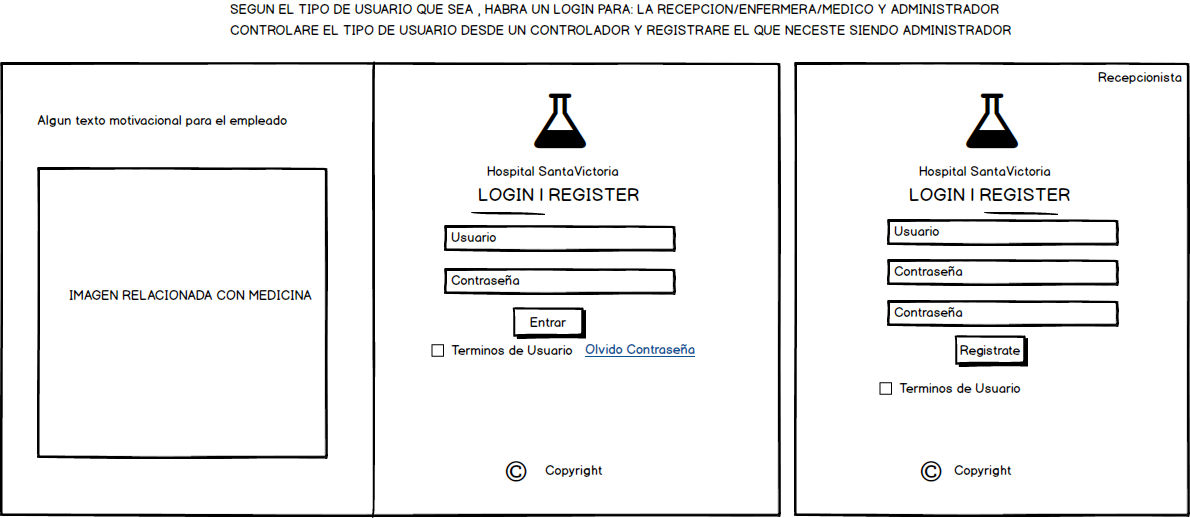 SEGUN EL TIPO DE USUARIO QUE SEA , HABRA UN LOGIN PARA: LA RECEPCION/ENFERMERA/MEDICO Y ADMINISTRADOR
CONTROLARE EL TIPO DE USUARIO DESDE UN CONTROLADOR Y REGISTRARE EL QUE NECESTE SIENDO ADMINISTRADOR
Algun texto motivacional para el empleado
IMAGEN RELACIONADA CON MEDICINA
Hospital SantaVictoria
LOGIN | REGISTER
Usuario
Contraseña
Entrar
Terminos de Usuario Olvido Contraseña
© Copyright
Recepcionista
Hospital SantaVictoria
LOGIN | REGISTER
Usuario
Contraseña
Contraseña
Registrate
Terminos de Usuario
© Copyright